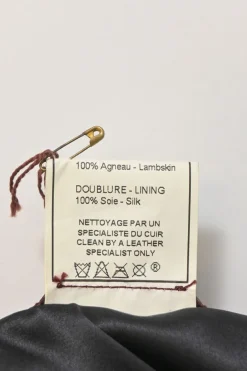 100% Agneau - Lambskin
DOUBLURE - LINING
100% Soie - Silk
NETTOYAGE PAR UN
SPECIALISTE DU CUIR
CLEAN BY A LEATHER
SPECIALIST ONLY
®